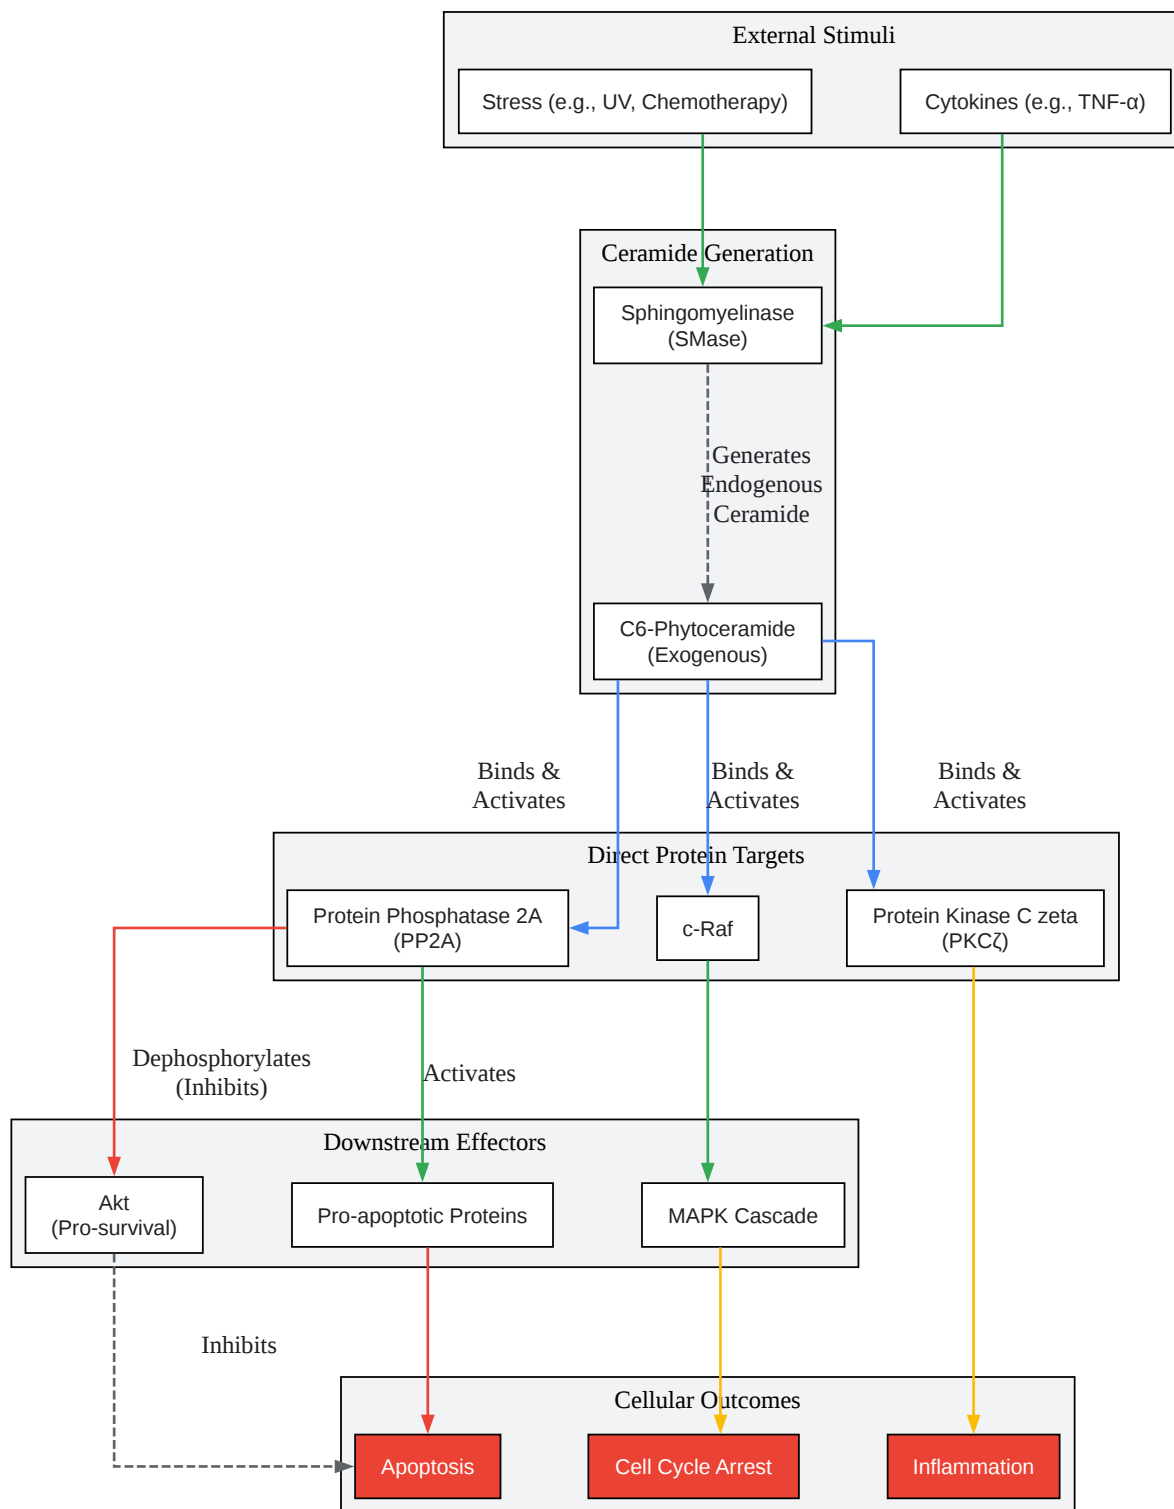 External Stimuli
Stress (e.g., UV, Chemotherapy)
Cytokines (e.g., TNF-α)
Ceramide Generation
Sphingomyelinase
(SMase)
Generates
Endogenous
Ceramide
C6-Phytoceramide
(Exogenous)
Binds &
Activates
Binds &
Activates
Binds &
Activates
Direct Protein Targets
Protein Phosphatase 2A
(PP2A)
c-Raf
Protein Kinase C zeta
(PKCζ)
Dephosphorylates
(Inhibits)
Activates
Downstream Effectors
Akt
(Pro-survival)
Pro-apoptotic Proteins
MAPK Cascade
Inhibits
Cellular Outcomes
Apoptosis
Cell Cycle Arrest
Inflammation